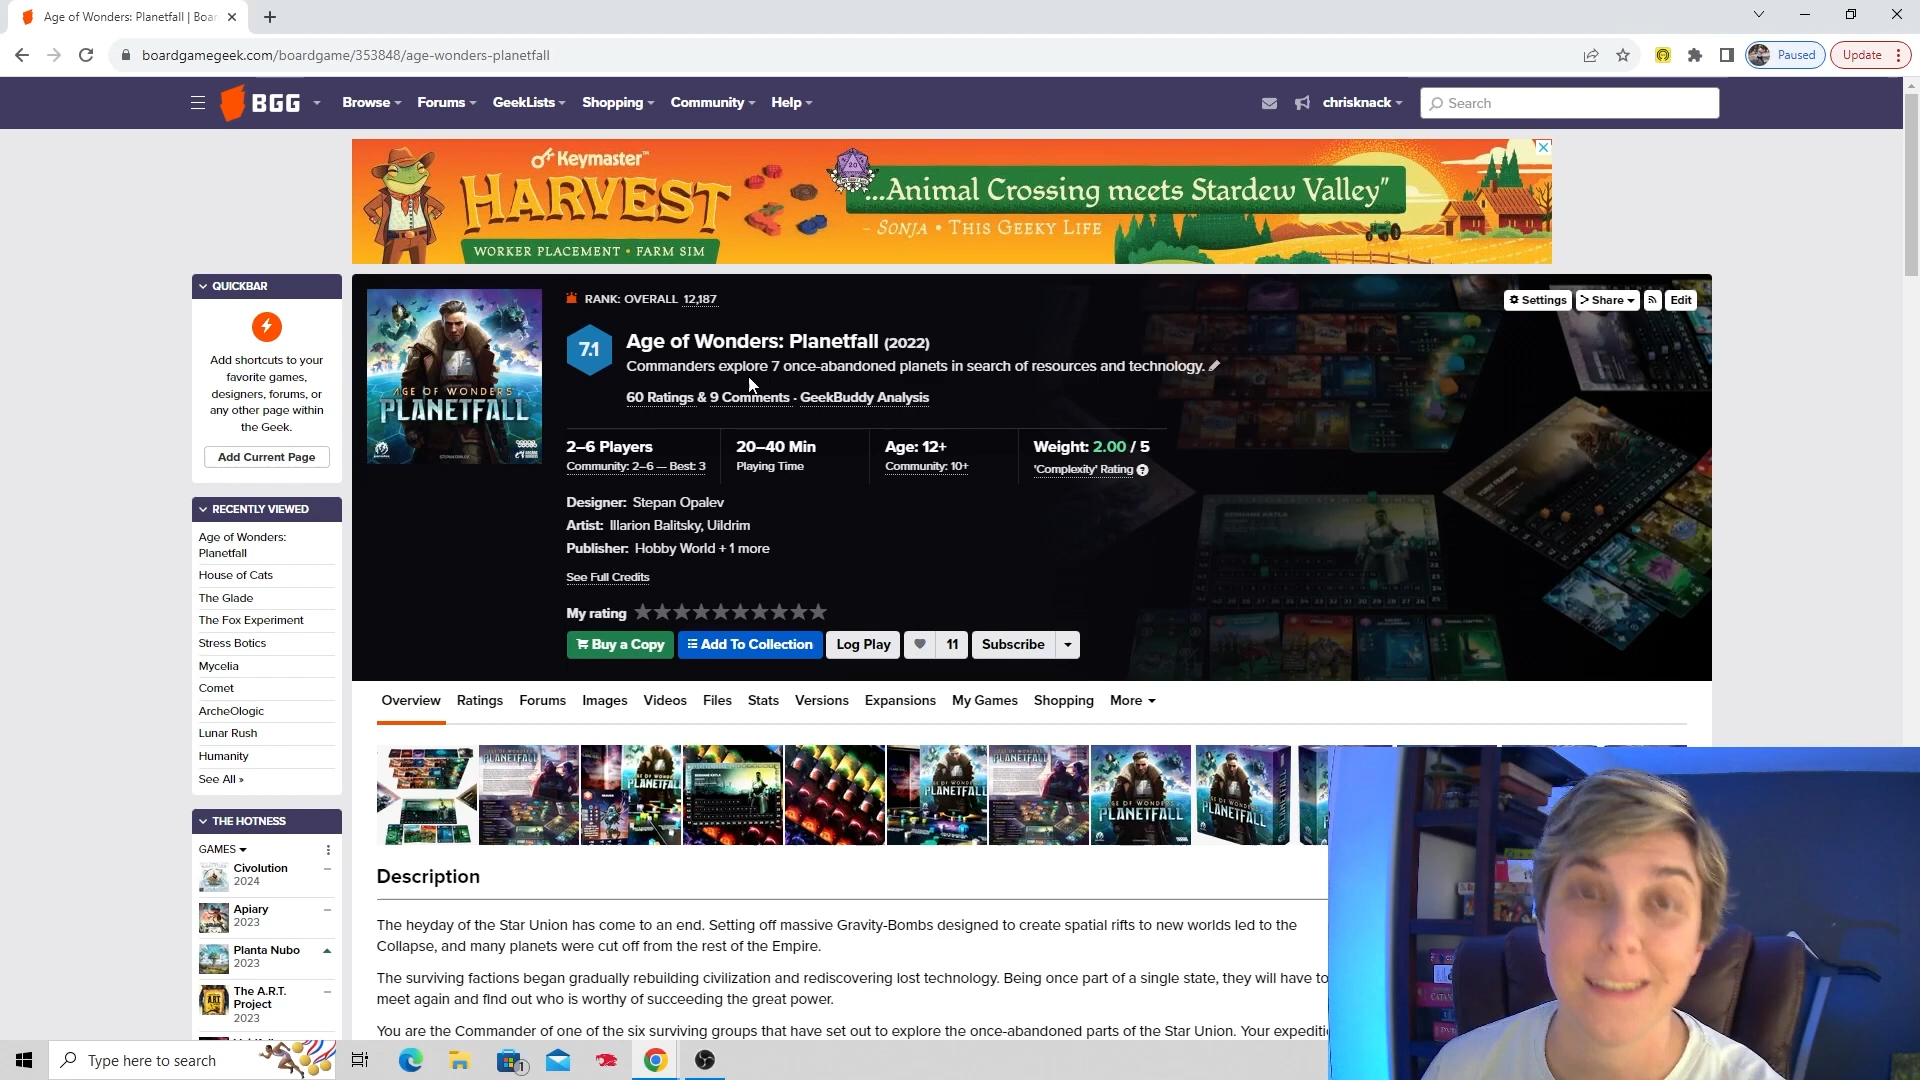 Age of Wonders: Planetfall | Boar
boardgamegeek.com/boardgame/353848/age-wonders-planetfall
Paused
Update
BGG
Browse
Forums
GeekLists
Shopping
Community
Help
chrisknack
Search
Keymaster™
HARVEST
WORKER PLACEMENT • FARM SIM
20
...Animal Crossing meets Stardew Valley"
- SONJA • THIS GEEKY LIFE
QUICKBAR
Add shortcuts to your
favorite games,
designers, forums, or
any other page within
the Geek.
Add Current Page
RECENTLY VIEWED
Age of Wonders:
Planetfall
House of Cats
The Glade
The Fox Experiment
Stress Botics
Mycelia
Comet
ArcheOlogic
Lunar Rush
Humanity
See All »
THE HOTNESS
GAMES
Civolution
2024
Apiary
2023
Planta Nubo
2023
The A.R.T.
Project
2023
AGE OF WONDERS
PLANETFALL
RANK: OVERALL 12,187
Settings
Share
Edit
7.1
Age of Wonders: Planetfall (2022)
Commanders explore 7 once-abandoned planets in search of resources and technology.
60 Ratings & 9 Comments · GeekBuddy Analysis
2–6 Players
Community: 2–6 — Best: 3
20–40 Min
Playing Time
Age: 12+
Community: 10+
Weight: 2.00 / 5
'Complexity' Rating ?
Designer: Stepan Opalev
Artist: Illarion Balitsky, Uildrim
Publisher: Hobby World + 1 more
See Full Credits
My rating
Buy a Copy
Add To Collection
Log Play
11
Subscribe
Overview
Ratings
Forums
Images
Videos
Files
Stats
Versions
Expansions
My Games
Shopping
More
Description
The heyday of the Star Union has come to an end. Setting off massive Gravity-Bombs designed to create spatial rifts to new worlds led to the
Collapse, and many planets were cut off from the rest of the Empire.
The surviving factions began gradually rebuilding civilization and rediscovering lost technology. Being once part of a single state, they will have to
meet again and find out who is worthy of succeeding the great power.
You are the Commander of one of the six surviving groups that have set out to explore the once-abandoned parts of the Star Union. Your expediti
Type here to search
1